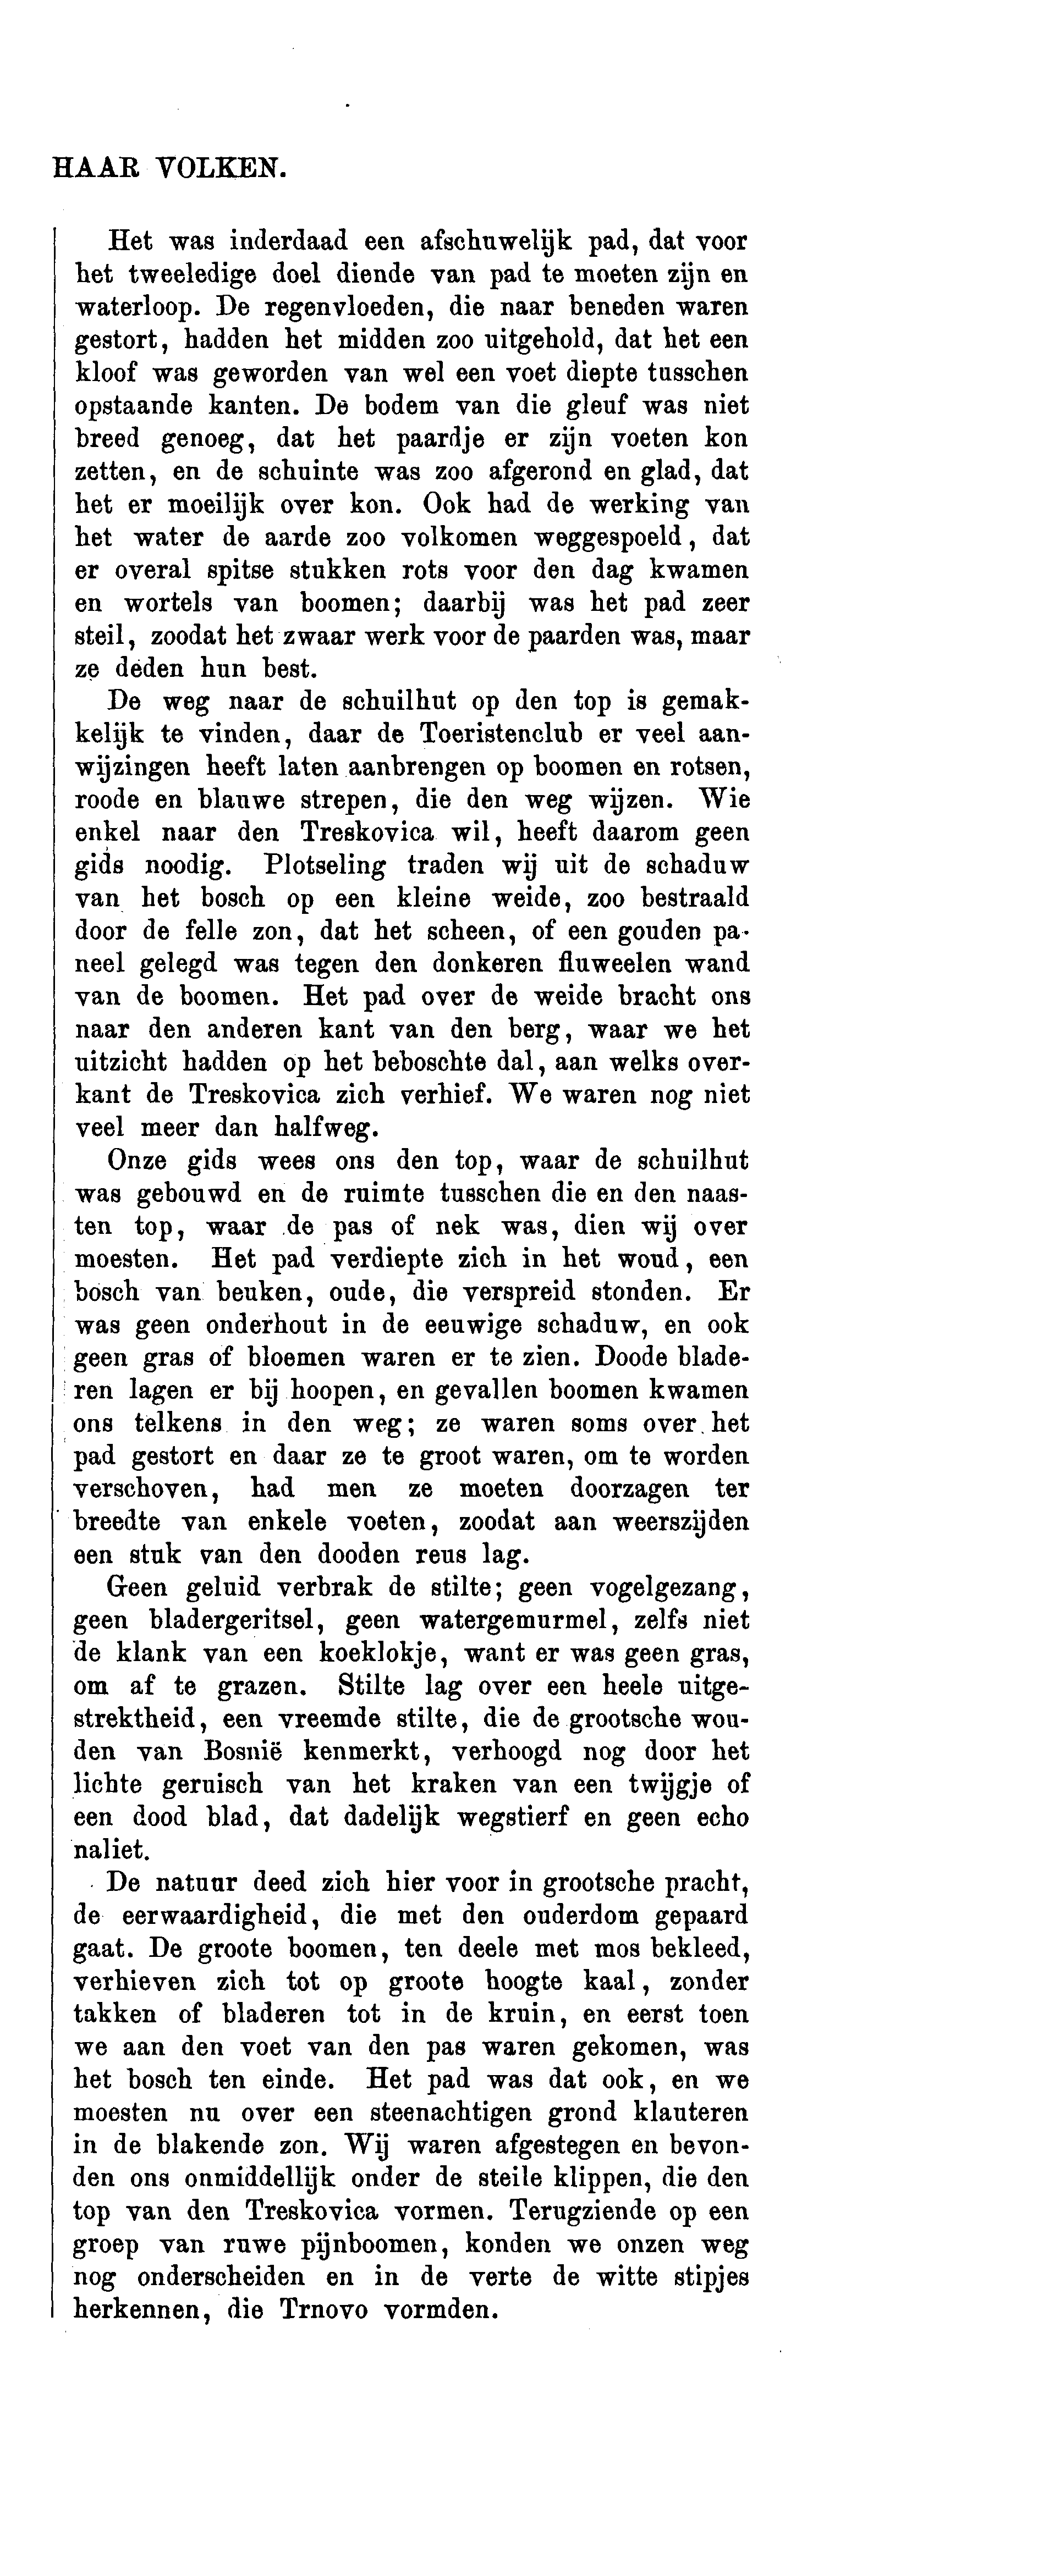 HAAR VOLKEN.
Het was inderdaad een afschuwelijk pad, dat voor
het tweeledige doel diende van pad te moeten zijn en
waterloop. De regenvloeden, die naar beneden waren
gestort, hadden het midden zoo uitgehold, dat het een
kloof was geworden van wel een voet diepte tusschen
opstaande kanten. De bodem van die gleuf was niet
breed genoeg, dat het paardje er zijn voeten kon
zetten, en de schuinte was zoo afgerond en glad, dat
het er moeilijk over kon. Ook had de werking van
het water de aarde zoo volkomen weggespoeld, dat
er overal spitse stukken rots voor den dag kwamen
en wortels van boomen; daarbij was het pad zeer
steil, zoodat het zwaar werk voor de paarden was, maar
ze deden hun best.
De weg naar de schuilhut op den top is gemak-
kelijk te vinden, daar de Toeristenclub er veel aan-
wijzingen heeft laten aanbrengen op boomen en rotsen,
roode en blauwe strepen, die den weg wijzen. Wie
enkel naar den Treskovica wil, heeft daarom geen
gids noodig. Plotseling traden wij uit de schaduw
van het bosch op een kleine weide, zoo bestraald
door de felle zon, dat het scheen, of een gouden pa-
neel gelegd was tegen den donkeren fluweelen wand
van de boomen. Het pad over de weide bracht ons
naar den anderen kant van den berg, waar we het
uitzicht hadden op het beboschte dal, aan welks over-
kant de Treskovica zich verhief. We waren nog niet
veel meer dan halfweg.
Onze gids wees ons den top, waar de schuilhut
was gebouwd en de ruimte tusschen die en den naas-
ten top, waar de pas of nek was, dien wij over
moesten. Het pad verdiepte zich in het woud, een
bosch van beuken, oude, die verspreid stonden. Er
was geen onderhout in de eeuwige schaduw, en ook
geen gras of bloemen waren er te zien. Doode blade-
ren lagen er bij hoopen, en gevallen boomen kwamen
ons telkens in den weg; ze waren soms over het
pad gestort en daar ze te groot waren, om te worden
verschoven, had men ze moeten doorzagen ter
breedte van enkele voeten, zoodat aan weerszijden
een stuk van den dooden reus lag.
Geen geluid verbrak de stilte; geen vogelgezang,
geen bladergeritsel, geen watergemurmel, zelfs niet
de klank van een koeklokje, want er was geen gras,
om af te grazen. Stilte lag over een heele uitge-
strektheid, een vreemde stilte, die de grootsche wou-
den van Bosnië kenmerkt, verhoogd nog door het
lichte geruisch van het kraken van een twijgje of
een dood blad, dat dadelijk wegstierf en geen echo
naliet.
De natuur deed zich hier voor in grootsche pracht,
de eerwaardigheid, die met den ouderdom gepaard
gaat. De groote boomen, ten deele met mos bekleed,
verhieven zich tot op groote hoogte kaal, zonder
takken of bladeren tot in de kruin, en eerst toen
we aan den voet van den pas waren gekomen, was
het bosch ten einde. Het pad was dat ook, en we
moesten nu over een steenachtigen grond klauteren
in de blakende zon. Wij waren afgestegen en bevon-
den ons onmiddellijk onder de steile klippen, die den
top van den Treskovica vormen. Terugziende op een
groep van ruwe pijnboomen, konden we onzen weg
nog onderscheiden en in de verte de witte stipjes
herkennen, die Trnovo vormden.